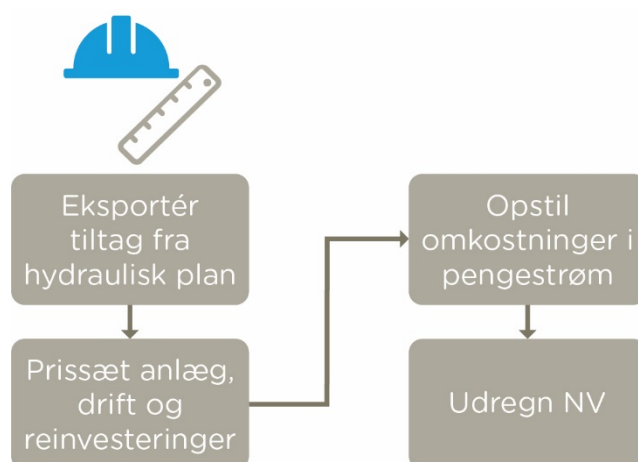 Eksportér
tiltag fra
hydraulisk plan
Prissæt anlæg,
drift og
reinvesteringer
Opstil
omkostninger i
pengestrøm
Udregn NV